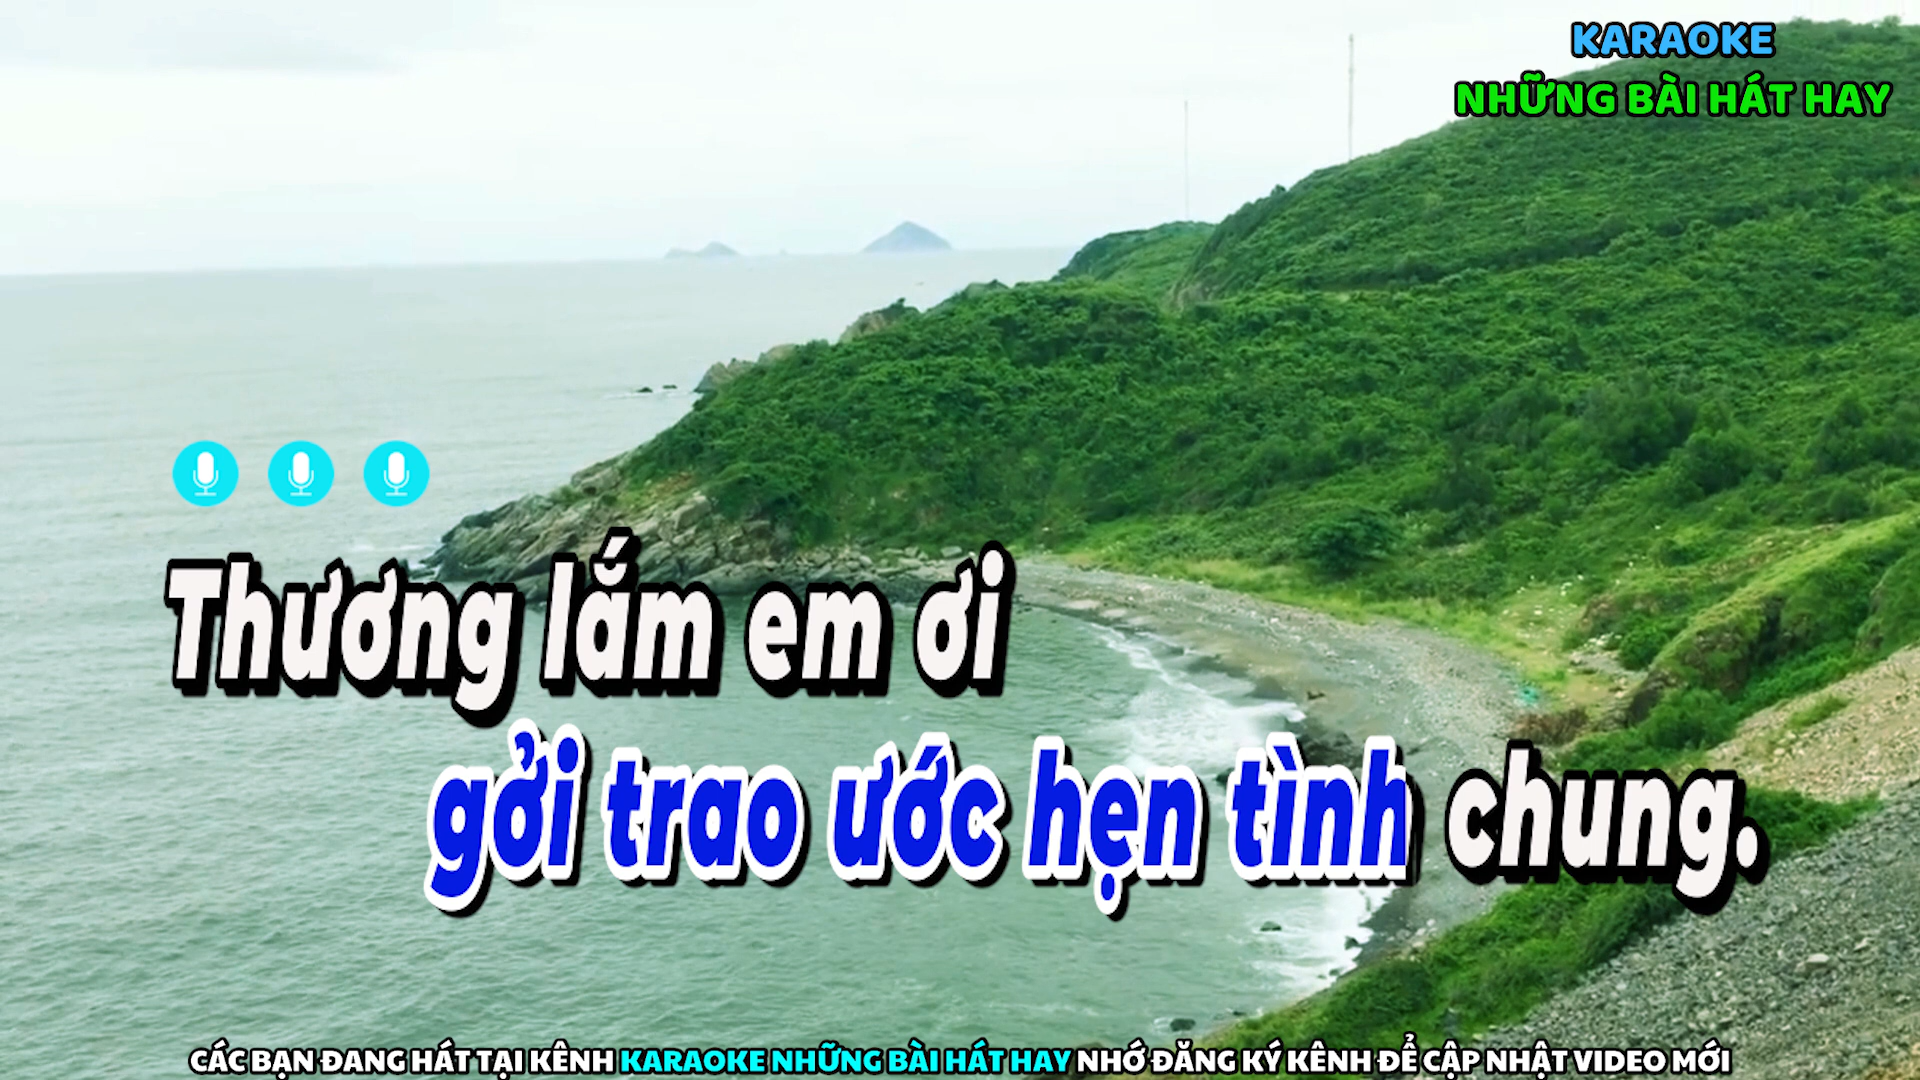 KARAOKE
NHỮNG BÀI HÁT HAY
Thương lắm em ơi
gởi trao ước hẹn tình chung.
CÁC BẠN ĐANG HÁT TẠI KÊNH KARAOKE NHỮNG BÀI HÁT HAY NHỚ ĐĂNG KÝ KÊNH ĐỂ CẬP NHẬT VIDEO MỚI